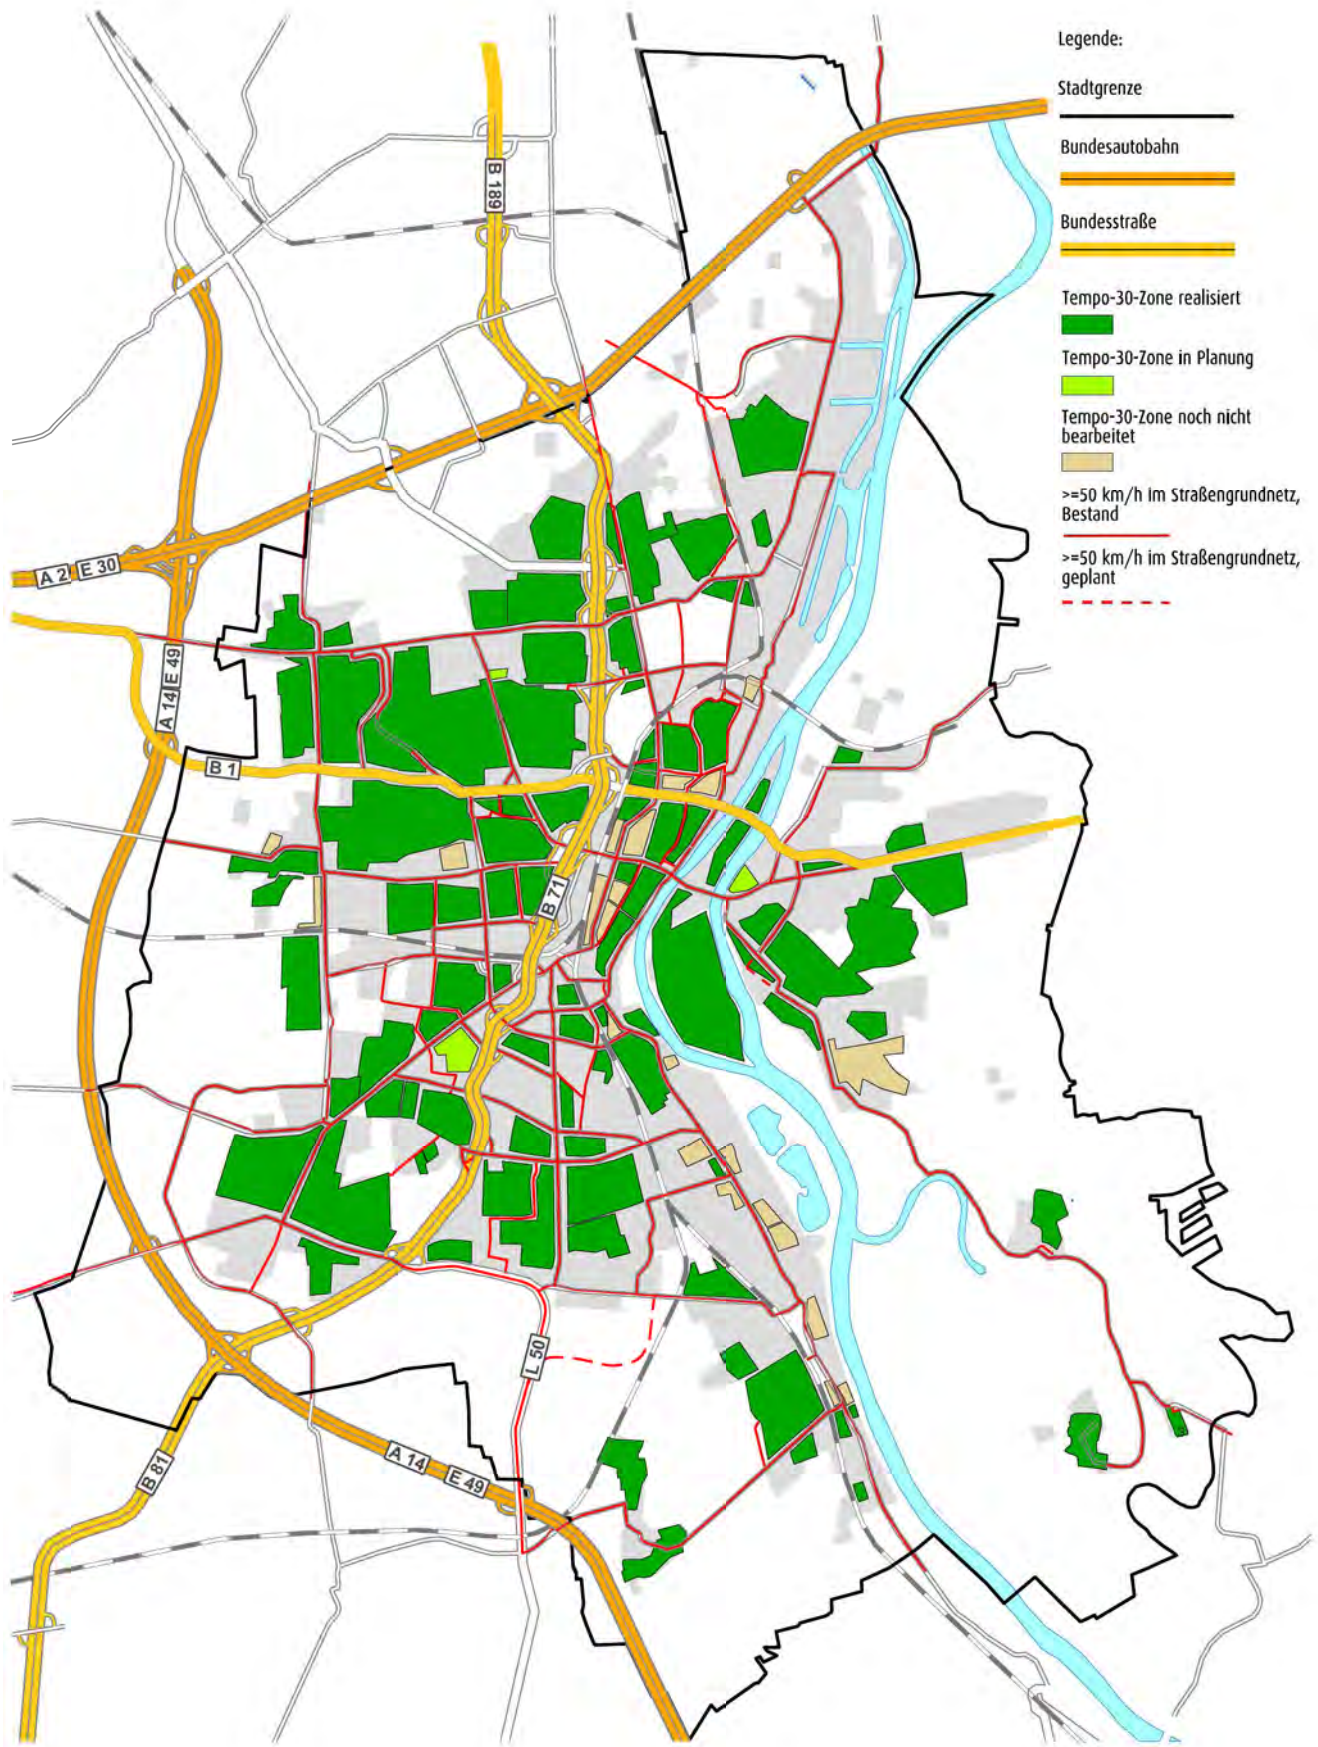 Legende:
Stadtgrenze
Bundesautobahn
Bundesstraße
Tempo-30-Zone realisiert
Tempo-30-Zone in Planung
Tempo-30-Zone noch nicht
bearbeitet
>=50 km/h im Straßengrundnetz,
Bestand
>=50 km/h im Straßengrundnetz,
geplant
B 189
A 2 E 30
A 14 E 49
B 1
B 71
L 50
A 14 E 49
B 81